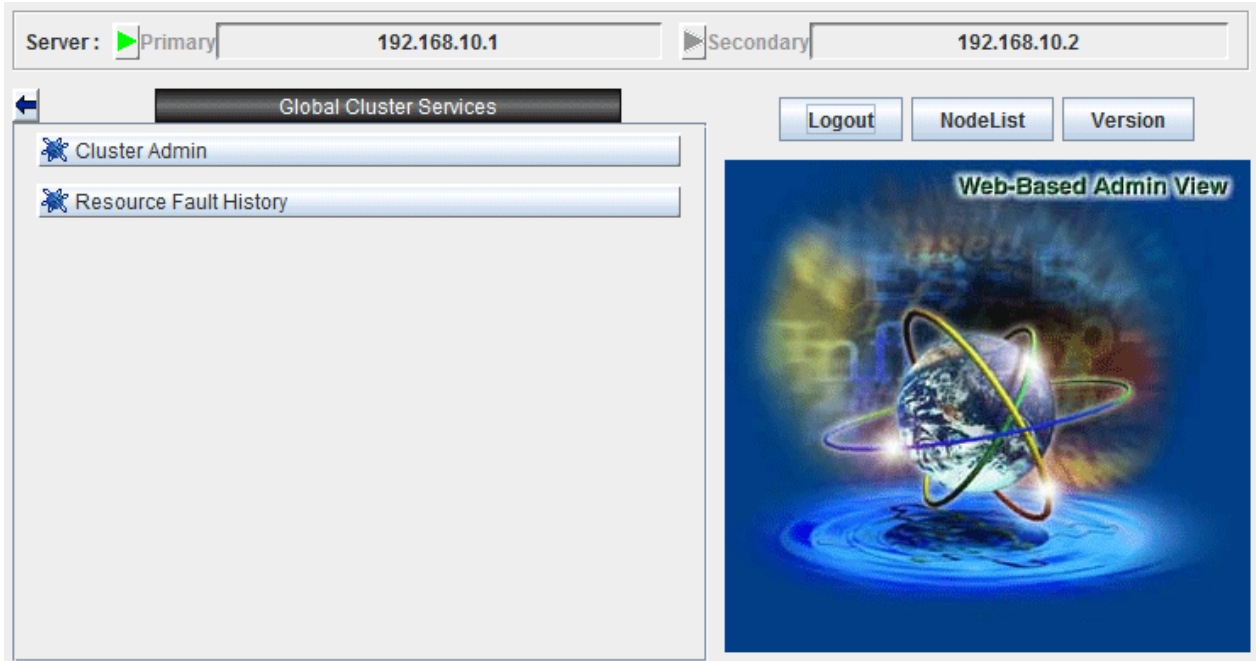 Server : Primary 192.168.10.1 Secondary 192.168.10.2
Global Cluster Services
Logout NodeList Version
Cluster Admin
Resource Fault History
Web-Based Admin View